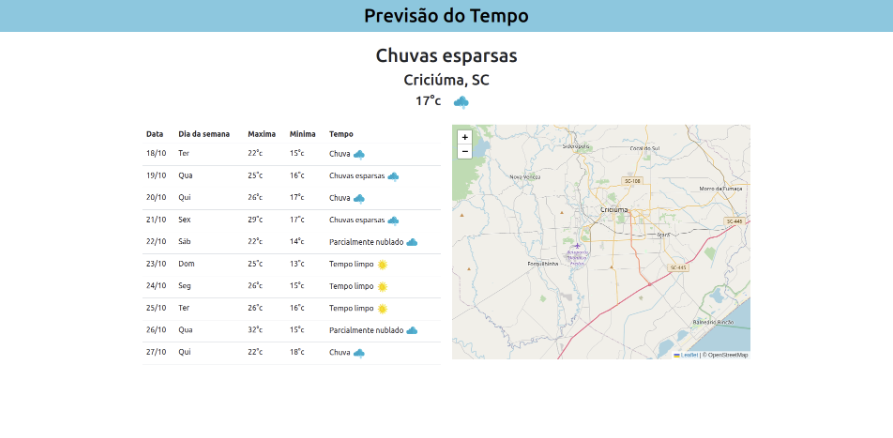 Previsão do Tempo
Chuvas esparsas
Criciúma, SC
17°c
Data Dia da semana Maxima Mínima Tempo
18/10 Ter 22°c 15°c Chuva
19/10 Qua 25°c 16°c Chuvas esparsas
20/10 Qui 26°c 17°c Chuva
21/10 Sex 29°c 17°c Chuvas esparsas
22/10 Sáb 22°c 14°c Parcialmente nublado
23/10 Dom 25°c 13°c Tempo limpo
24/10 Seg 26°c 15°c Tempo limpo
25/10 Ter 26°c 16°c Tempo limpo
26/10 Qua 32°c 15°c Parcialmente nublado
27/10 Qui 22°c 18°c Chuva
+
−
Siderópolis
Cocal do Sul
Nova Veneza
SC-108
Morro da Fumaça
Criciúma
SC-445
Içara
Forquilhinha
SC-445
Balneário Rincão
Leaflet | © OpenStreetMap